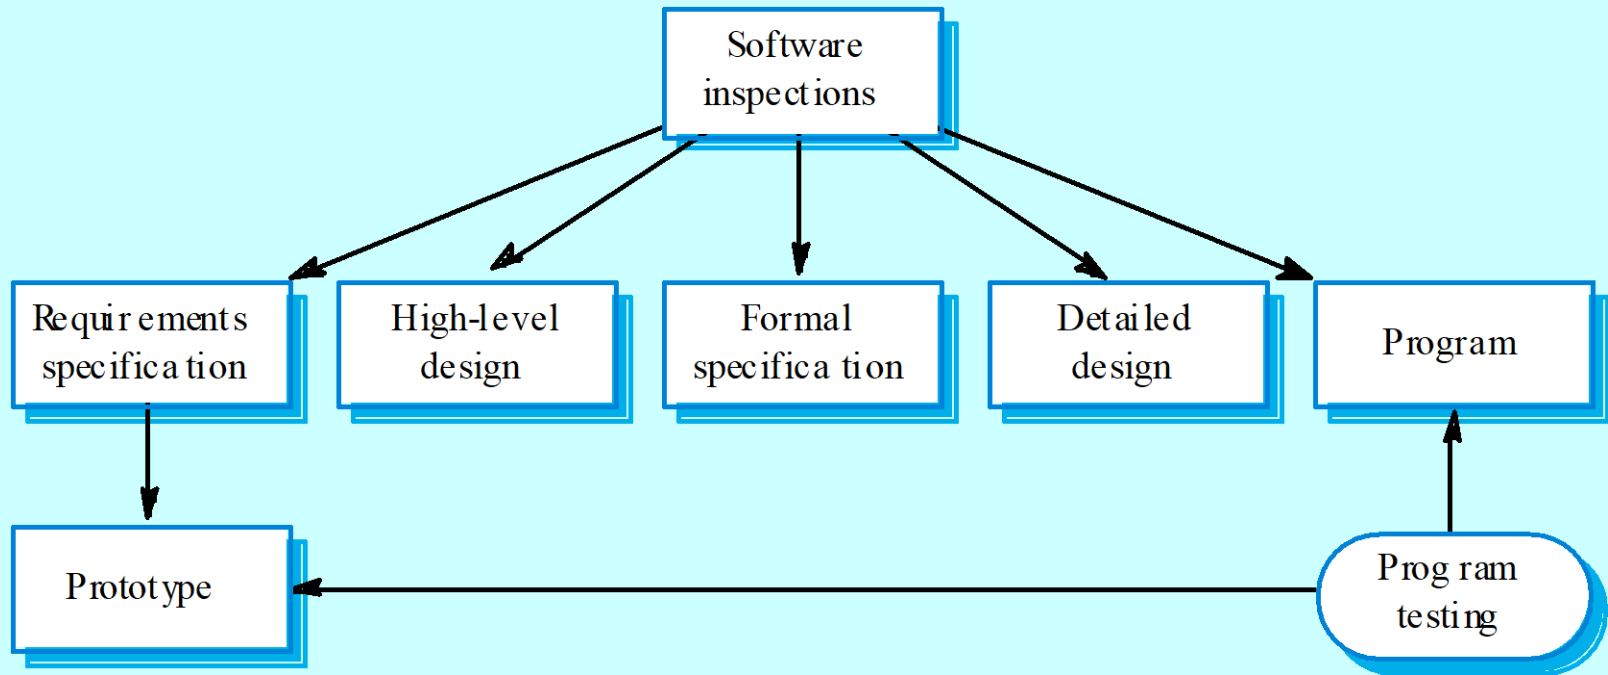 Software
inspections
Requirements
specification
High-level
design
Formal
specification
Detailed
design
Program
Prototype
Program
testing